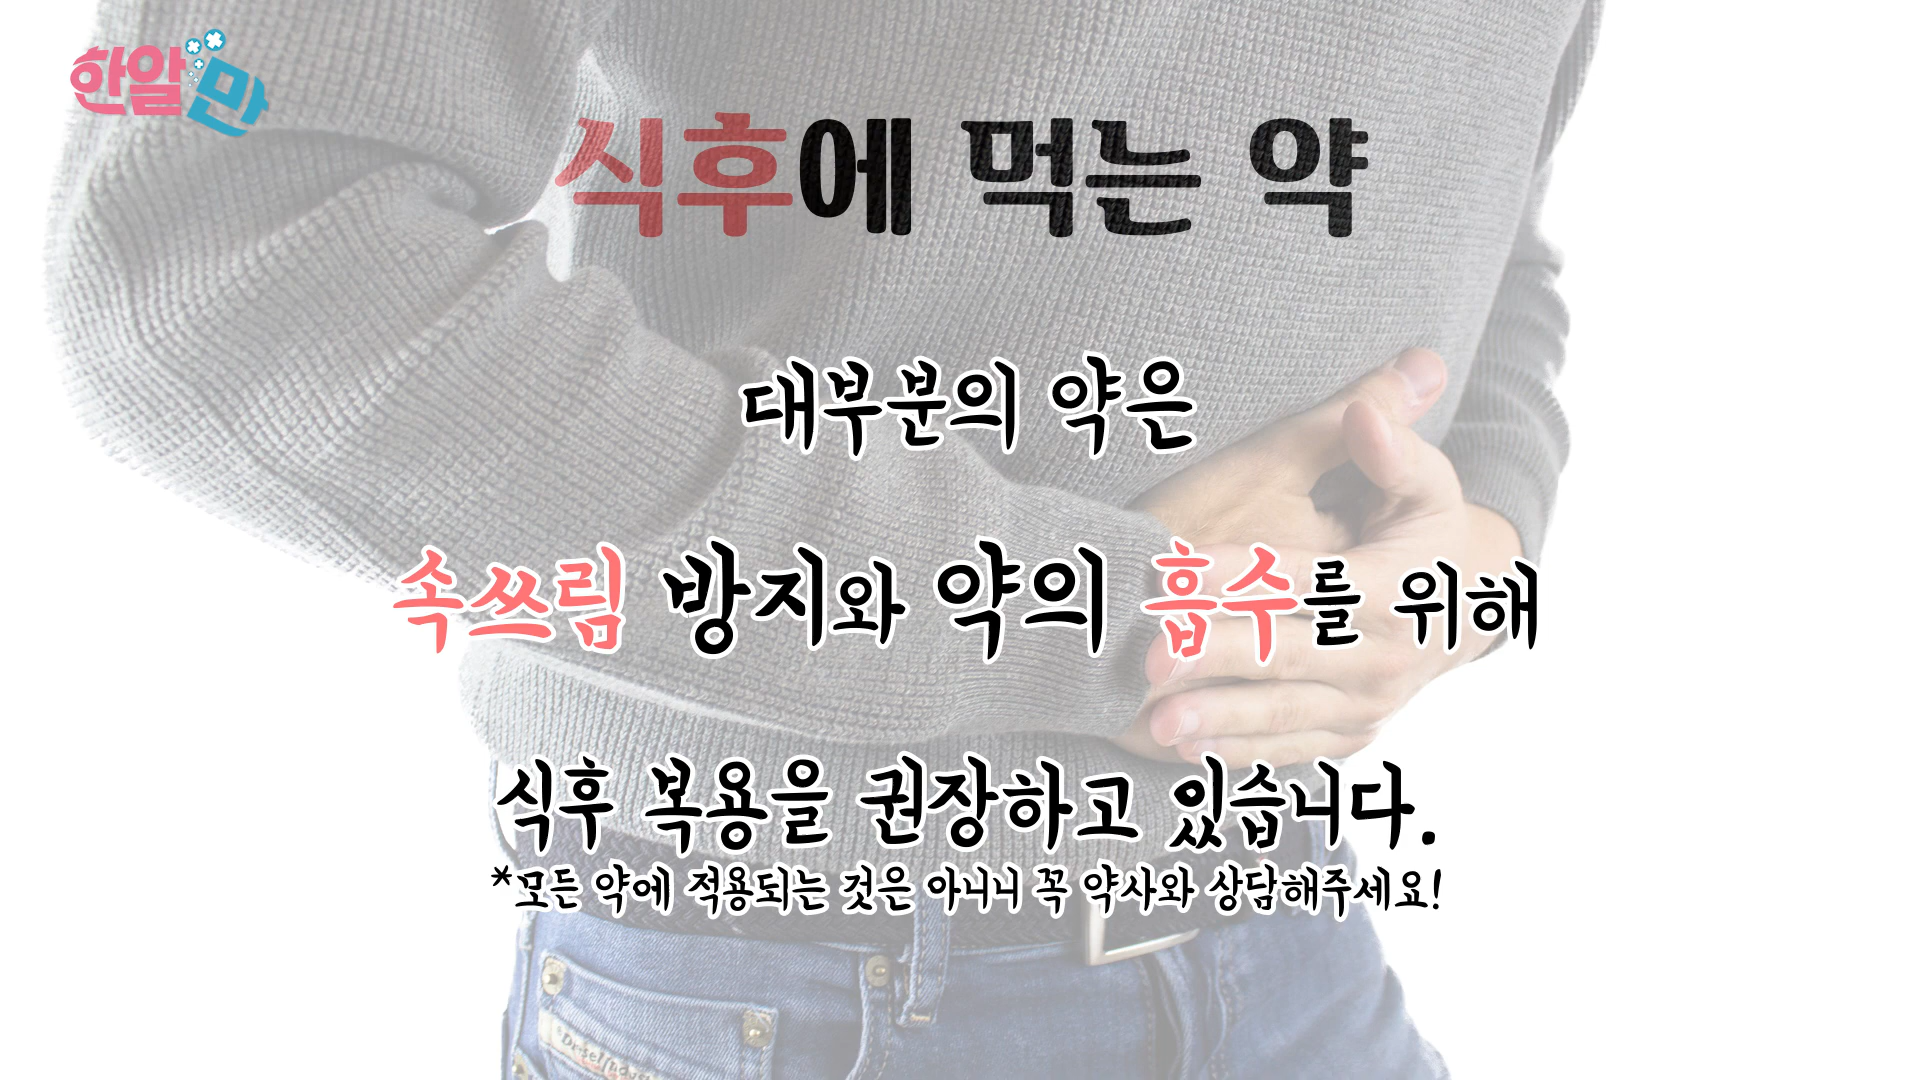 한알만
식후에 먹는 약
대부분의 약은
속쓰림 방지와 약의 흡수를 위해
식후 복용을 권장하고 있습니다.
*모든 약에 적용되는 것은 아니니 꼭 약사와 상담해주세요!